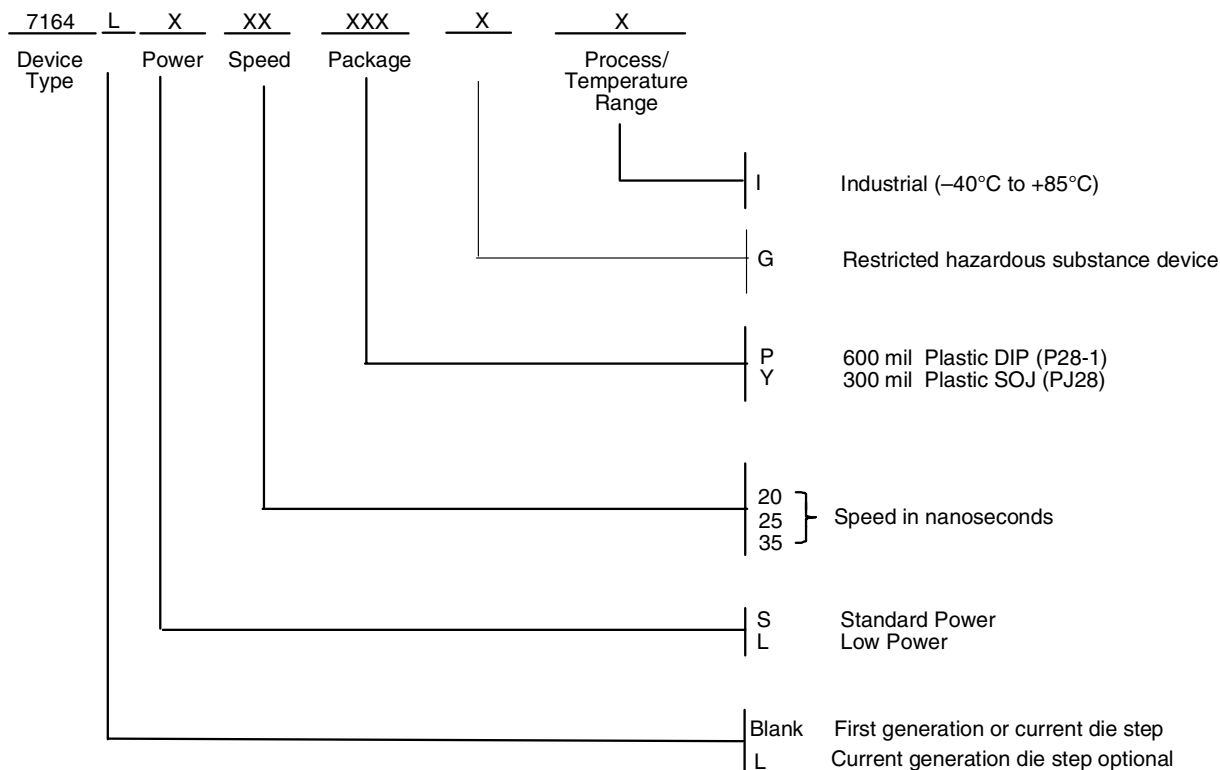 7164 L X XX XXX X X
Device Type
Power
Speed
Package
Process/
Temperature
Range
I Industrial (–40°C to +85°C)
G Restricted hazardous substance device
P 600 mil Plastic DIP (P28-1)
Y 300 mil Plastic SOJ (PJ28)
20
25
35
Speed in nanoseconds
S Standard Power
L Low Power
Blank First generation or current die step
L Current generation die step optional